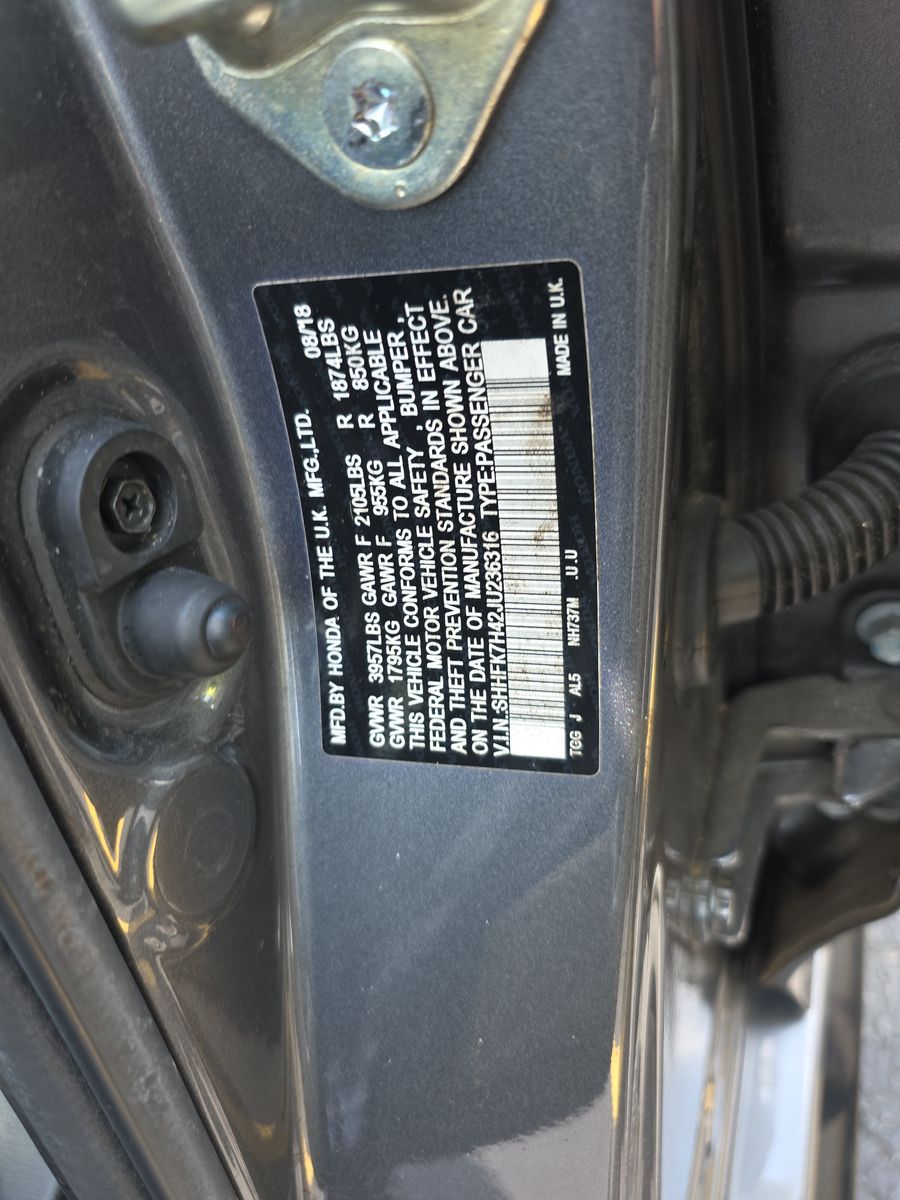 MFD.BY HONDA OF THE U.K. MFG.,LTD. 08/18
GVWR 3957LBS GAWR F 2105LBS R 1874LBS
GVWR 1795KG GAWR F 955KG R 850KG
THIS VEHICLE CONFORMS TO ALL APPLICABLE
FEDERAL MOTOR VEHICLE SAFETY , BUMPER ,
AND THEFT PREVENTION STANDARDS IN EFFECT
ON THE DATE OF MANUFACTURE SHOWN ABOVE.
V.I.N.:SHHFK7H42JU236316 TYPE:PASSENGER CAR
TGG J - AL5 NH737M .U.U MADE IN U.K.